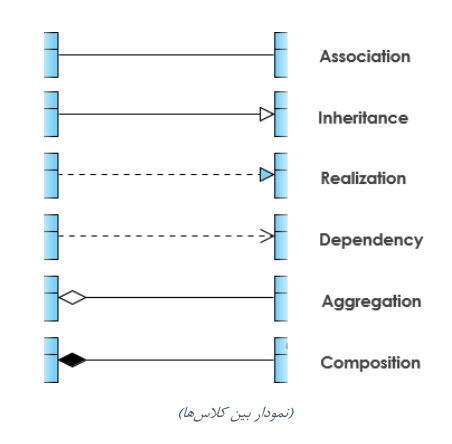 Association
Inheritance
Realization
Dependency
Aggregation
Composition
(نمودار بین کلاس‌ها)